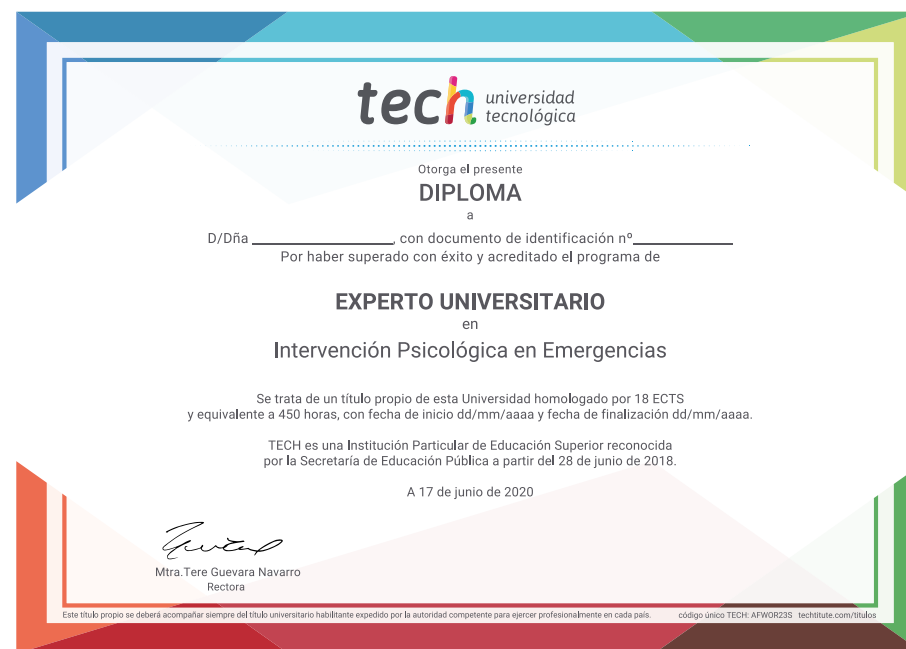 tech universidad
tecnológica
Otorga el presente
DIPLOMA
a
D/Dña ____________________, con documento de identificación nº______________
Por haber superado con éxito y acreditado el programa de
EXPERTO UNIVERSITARIO
en
Intervención Psicológica en Emergencias
Se trata de un título propio de esta Universidad homologado por 18 ECTS
y equivalente a 450 horas, con fecha de inicio dd/mm/aaaa y fecha de finalización dd/mm/aaaa.
TECH es una Institución Particular de Educación Superior reconocida
por la Secretaría de Educación Pública a partir del 28 de junio de 2018.
A 17 de junio de 2020
Mtra.Tere Guevara Navarro
Rectora
Este título propio se deberá acompañar siempre del título universitario habilitante expedido por la autoridad competente para ejercer profesionalmente en cada país. código único TECH: AFWOR23S techtitute.com/titulos